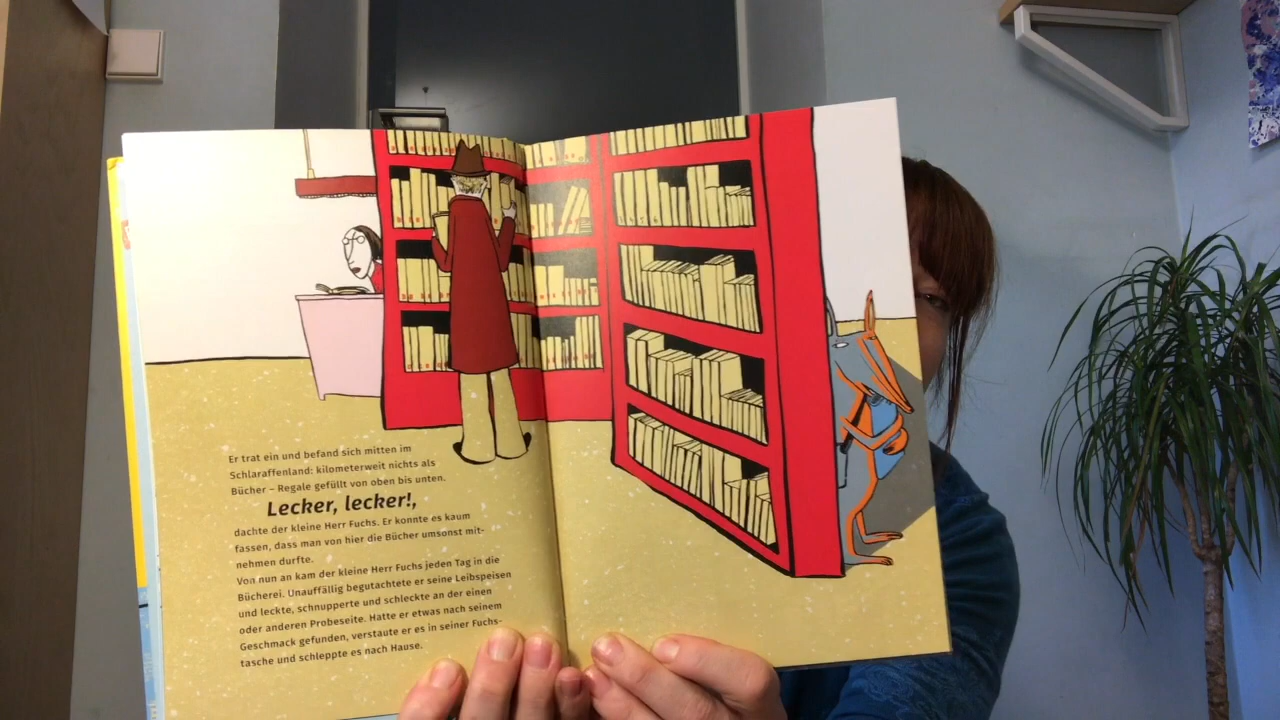 Er trat ein und befand sich mitten im
Schlaraffenland: kilometerweit nichts als
Bücher – Regale gefüllt von oben bis unten.
Lecker, lecker!,
dachte der kleine Herr Fuchs. Er konnte es kaum
fassen, dass man von hier die Bücher umsonst mit-
nehmen durfte.
Von nun an kam der kleine Herr Fuchs jeden Tag in die
Bücherei. Unauffällig begutachtete er seine Leibspeisen
und leckte, schnupperte und schleckte an der einen
oder anderen Probeseite. Hatte er etwas nach seinem
Geschmack gefunden, verstaute er es in seiner Fuchs-
tasche und schleppte es nach Hause.